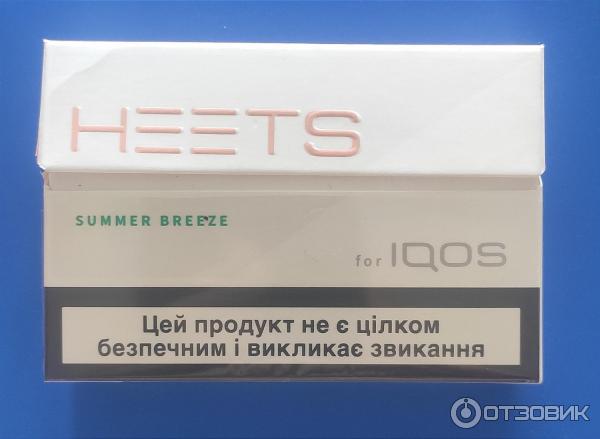 HEETS
SUMMER BREEZE
for IQOS
Цей продукт не є цілком
безпечним і викликає звикання
ОТЗОВИК